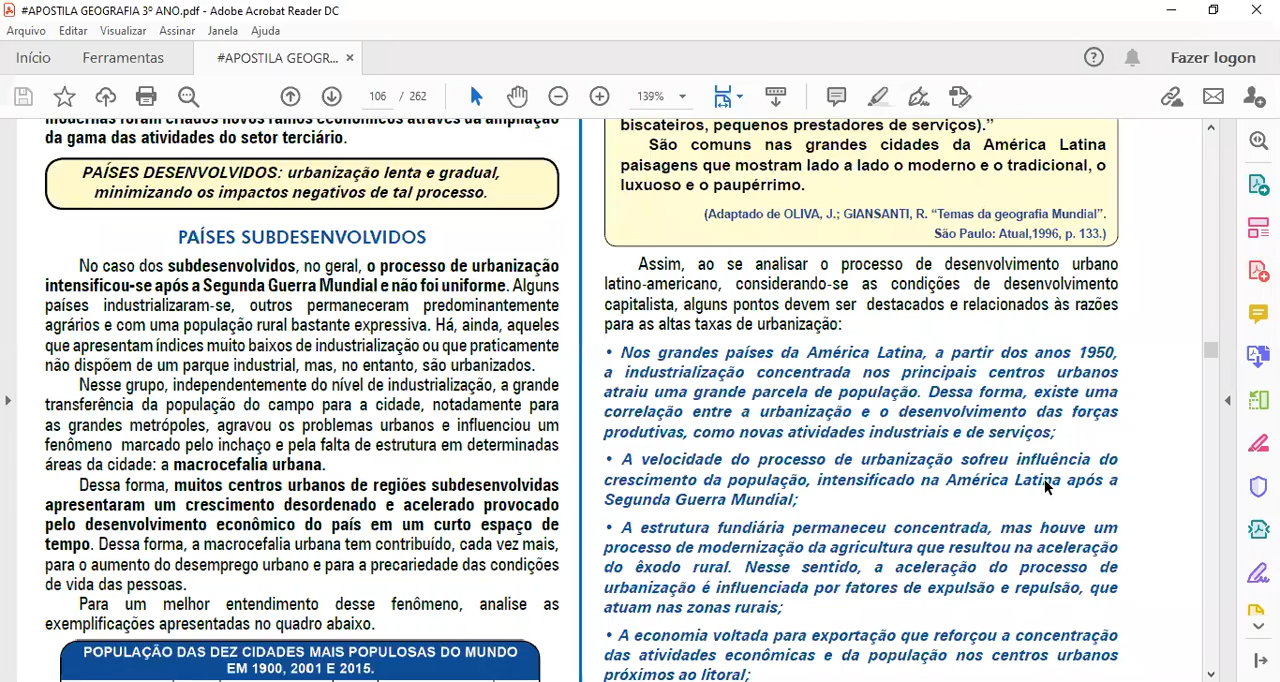 #APOSTILA GEOGRAFIA 3º ANO.pdf - Adobe Acrobat Reader DC
Arquivo Editar Visualizar Assinar Janela Ajuda
Início Ferramentas #APOSTILA GEOGR... × Fazer logon
106 / 262 139%
modernas foram criados novos ramos econômicos através da ampliação
da gama das atividades do setor terciário.
PAÍSES DESENVOLVIDOS: urbanização lenta e gradual,
minimizando os impactos negativos de tal processo.
PAÍSES SUBDESENVOLVIDOS
No caso dos subdesenvolvidos, no geral, o processo de urbanização
intensificou-se após a Segunda Guerra Mundial e não foi uniforme. Alguns
países industrializaram-se, outros permaneceram predominantemente
agrários e com uma população rural bastante expressiva. Há, ainda, aqueles
que apresentam índices muito baixos de industrialização ou que praticamente
não dispõem de um parque industrial, mas, no entanto, são urbanizados.
Nesse grupo, independentemente do nível de industrialização, a grande
transferência da população do campo para a cidade, notadamente para
as grandes metrópoles, agravou os problemas urbanos e influenciou um
fenômeno marcado pelo inchaço e pela falta de estrutura em determinadas
áreas da cidade: a macrocefalia urbana.
Dessa forma, muitos centros urbanos de regiões subdesenvolvidas
apresentaram um crescimento desordenado e acelerado provocado
pelo desenvolvimento econômico do país em um curto espaço de
tempo. Dessa forma, a macrocefalia urbana tem contribuído, cada vez mais,
para o aumento do desemprego urbano e para a precariedade das condições
de vida das pessoas.
Para um melhor entendimento desse fenômeno, analise as
exemplificações apresentadas no quadro abaixo.
POPULAÇÃO DAS DEZ CIDADES MAIS POPULOSAS DO MUNDO
EM 1900, 2001 E 2015.
biscateiros, pequenos prestadores de serviços)."
São comuns nas grandes cidades da América Latina
paisagens que mostram lado a lado o moderno e o tradicional, o
luxuoso e o paupérrimo.
(Adaptado de OLIVA, J.; GIANSANTI, R. "Temas da geografia Mundial".
São Paulo: Atual,1996, p. 133.)
Assim, ao se analisar o processo de desenvolvimento urbano
latino-americano, considerando-se as condições de desenvolvimento
capitalista, alguns pontos devem ser destacados e relacionados às razões
para as altas taxas de urbanização:
• Nos grandes países da América Latina, a partir dos anos 1950,
a industrialização concentrada nos principais centros urbanos
atraiu uma grande parcela de população. Dessa forma, existe uma
correlação entre a urbanização e o desenvolvimento das forças
produtivas, como novas atividades industriais e de serviços;
• A velocidade do processo de urbanização sofreu influência do
crescimento da população, intensificado na América Latina após a
Segunda Guerra Mundial;
• A estrutura fundiária permaneceu concentrada, mas houve um
processo de modernização da agricultura que resultou na aceleração
do êxodo rural. Nesse sentido, a aceleração do processo de
urbanização é influenciada por fatores de expulsão e repulsão, que
atuam nas zonas rurais;
• A economia voltada para exportação que reforçou a concentração
das atividades econômicas e da população nos centros urbanos
próximos ao litoral;